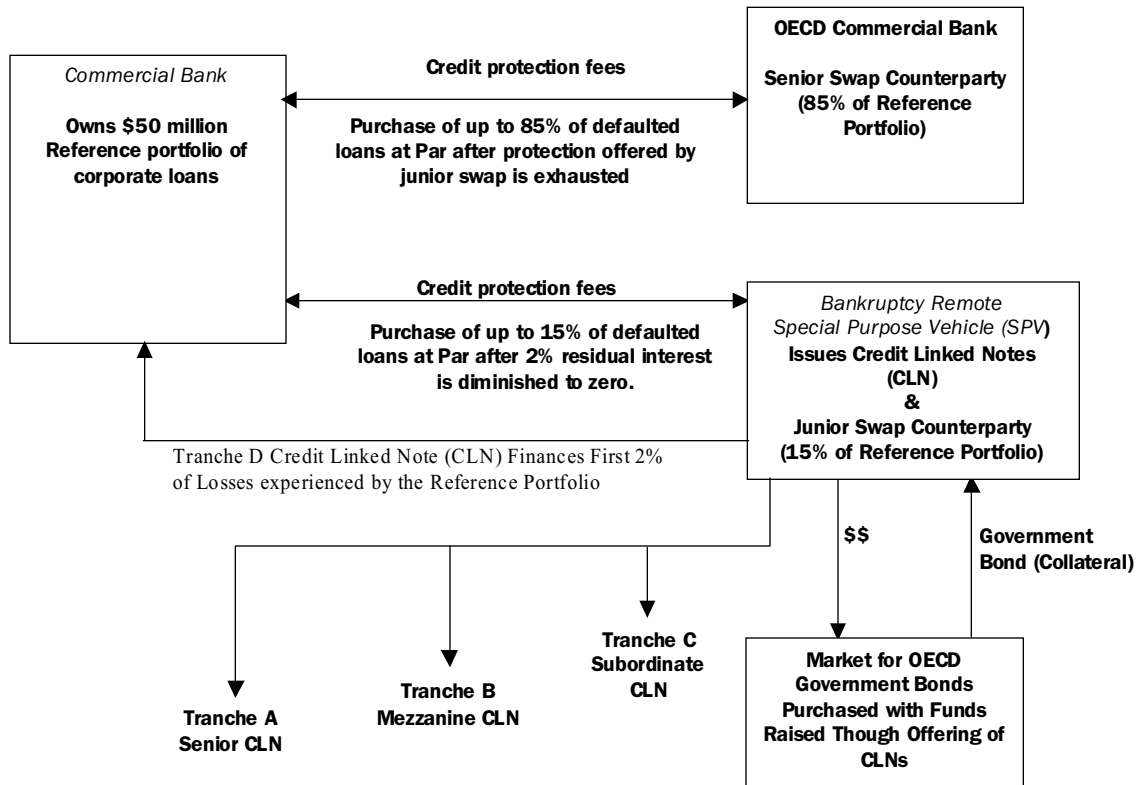 Commercial Bank
Owns $50 million
Reference portfolio of
corporate loans
Credit protection fees
Purchase of up to 85% of defaulted
loans at Par after protection offered by
junior swap is exhausted
OECD Commercial Bank
Senior Swap Counterparty
(85% of Reference
Portfolio)
Credit protection fees
Purchase of up to 15% of defaulted
loans at Par after 2% residual interest
is diminished to zero.
Bankruptcy Remote
Special Purpose Vehicle (SPV)
Issues Credit Linked Notes
(CLN)
&
Junior Swap Counterparty
(15% of Reference Portfolio)
Tranche D Credit Linked Note (CLN) Finances First 2%
of Losses experienced by the Reference Portfolio
$$
Government
Bond (Collateral)
Tranche A
Senior CLN
Tranche B
Mezzanine CLN
Tranche C
Subordinate
CLN
Market for OECD
Government Bonds
Purchased with Funds
Raised Though Offering of
CLNs